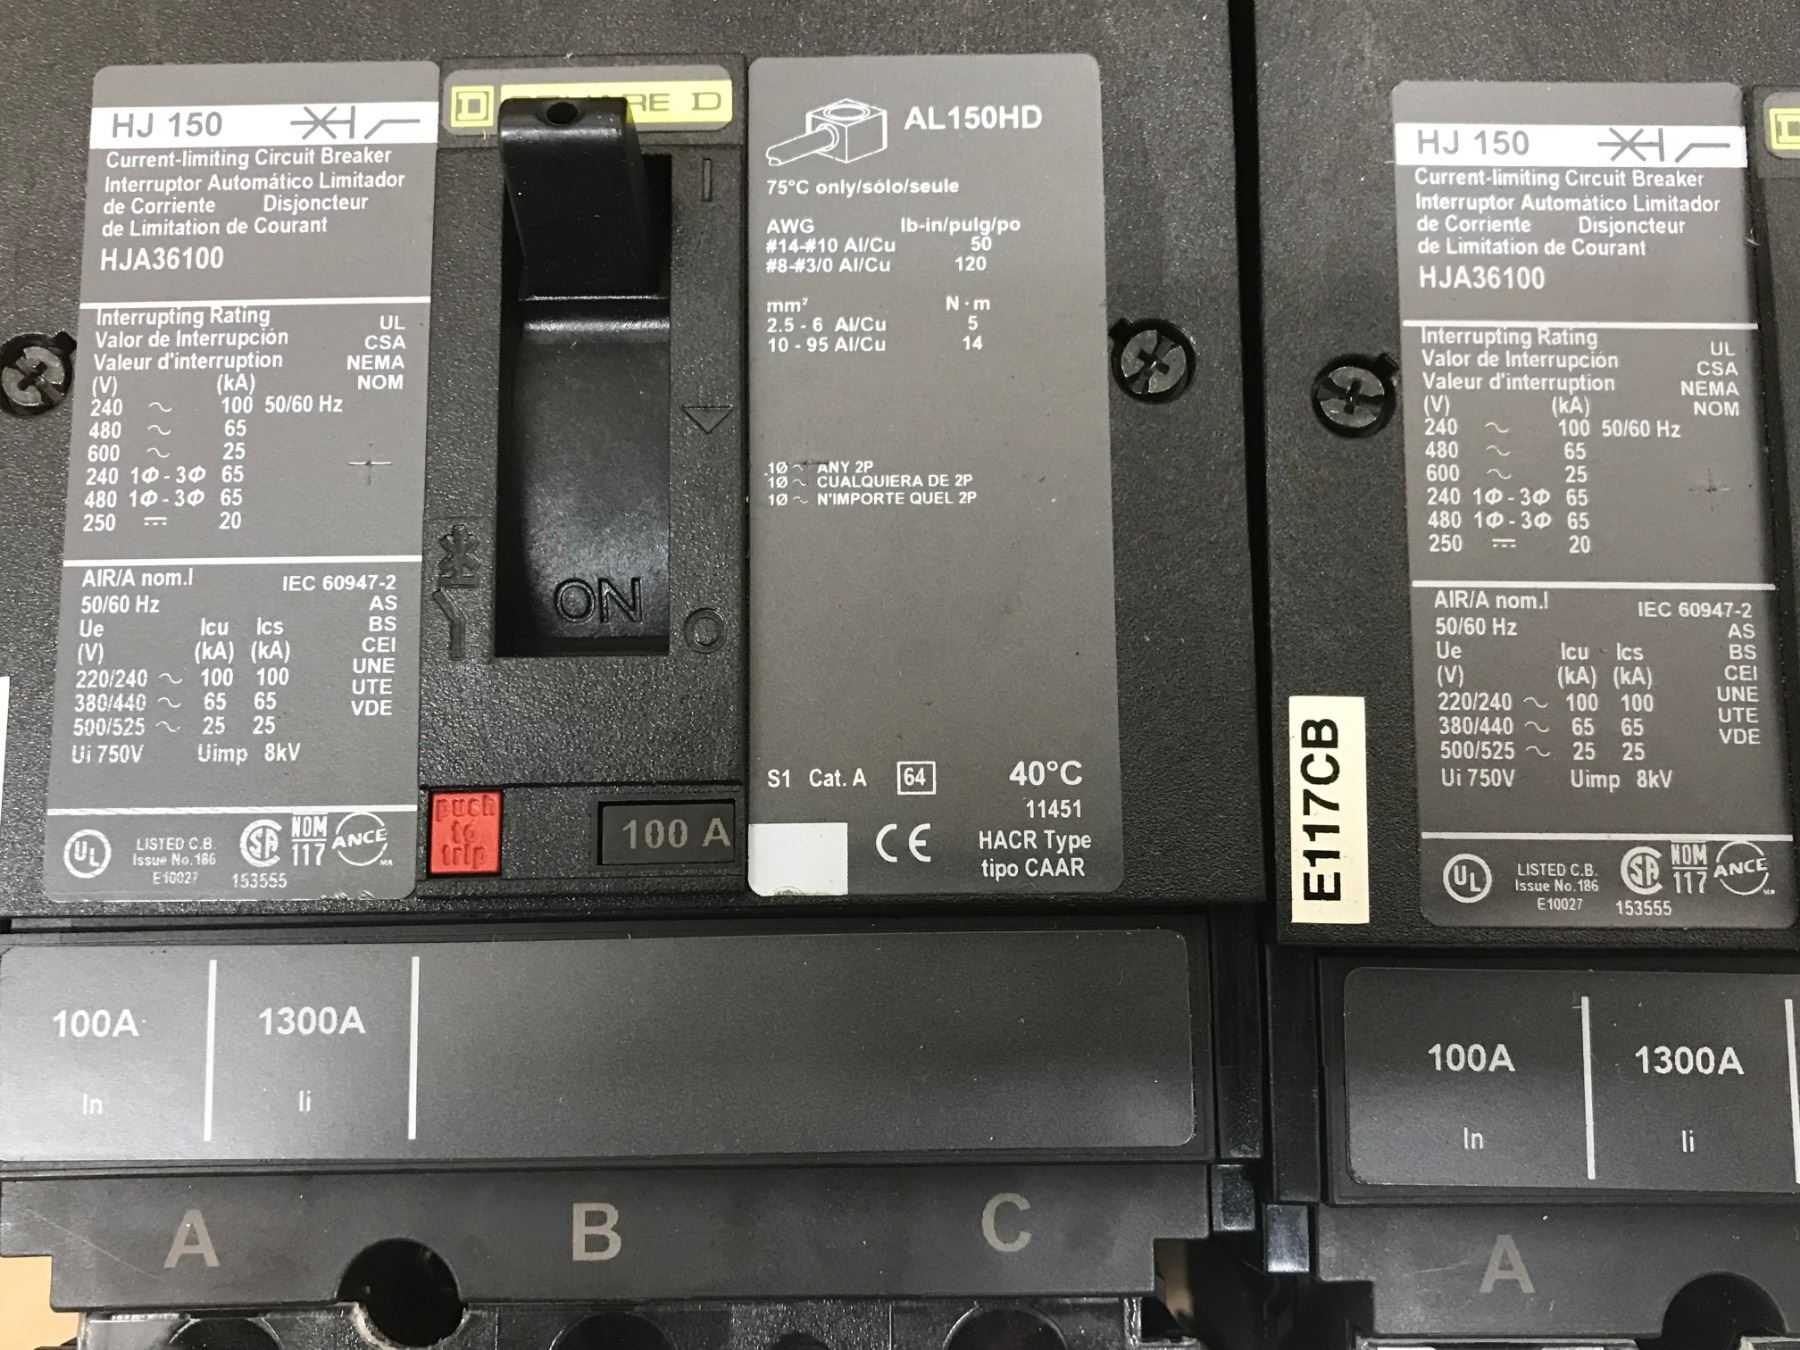 HJ 150
Current-limiting Circuit Breaker
Interruptor Automático Limitador
de Corriente Disjoncteur
de Limitation de Courant
HJA36100
Interrupting Rating
Valor de Interrupción
Valeur d'interruption
UL
CSA
NEMA
NOM
(V) (kA)
240 ~ 100 50/60 Hz
480 ~ 65
600 ~ 25
240 1Φ - 3Φ 65
480 1Φ - 3Φ 65
250 ⎓ 20
AIR/A nom.I
50/60 Hz
IEC 60947-2
AS
BS
CEI
UNE
UTE
VDE
Ue Icu Ics
(V) (kA) (kA)
220/240 ~ 100 100
380/440 ~ 65 65
500/525 ~ 25 25
Ui 750V Uimp 8kV
UL
LISTED C.B.
Issue No.186
E10027
SA
NOM
117
ANCE
153555
D
SQUARE D
I
ON
O
push
to
trip
100 A
AL150HD
75°C only/sólo/seule
AWG lb-in/pulg/po
#14-#10 Al/Cu 50
#8-#3/0 Al/Cu 120
mm² N · m
2.5 - 6 Al/Cu 5
10 - 95 Al/Cu 14
1Ø ~ ANY 2P
1Ø ~ CUALQUIERA DE 2P
1Ø ~ N'IMPORTE QUEL 2P
S1 Cat. A 64 40°C
11451
CE
HACR Type
tipo CAAR
100A 1300A
In Ii
A B C
HJ 150
Current-limiting Circuit Breaker
Interruptor Automático Limitador
de Corriente Disjoncteur
de Limitation de Courant
HJA36100
Interrupting Rating
Valor de Interrupción
Valeur d'interruption
UL
CSA
NEMA
NOM
(V) (kA)
240 ~ 100 50/60 Hz
480 ~ 65
600 ~ 25
240 1Φ - 3Φ 65
480 1Φ - 3Φ 65
250 ⎓ 20
AIR/A nom.I
50/60 Hz
IEC 60947-2
AS
BS
CEI
UNE
UTE
VDE
Ue Icu Ics
(V) (kA) (kA)
220/240 ~ 100 100
380/440 ~ 65 65
500/525 ~ 25 25
Ui 750V Uimp 8kV
UL
LISTED C.B.
Issue No.186
E10027
SA
NOM
117
ANCE
153555
E117CB
100A 1300A
In Ii
A